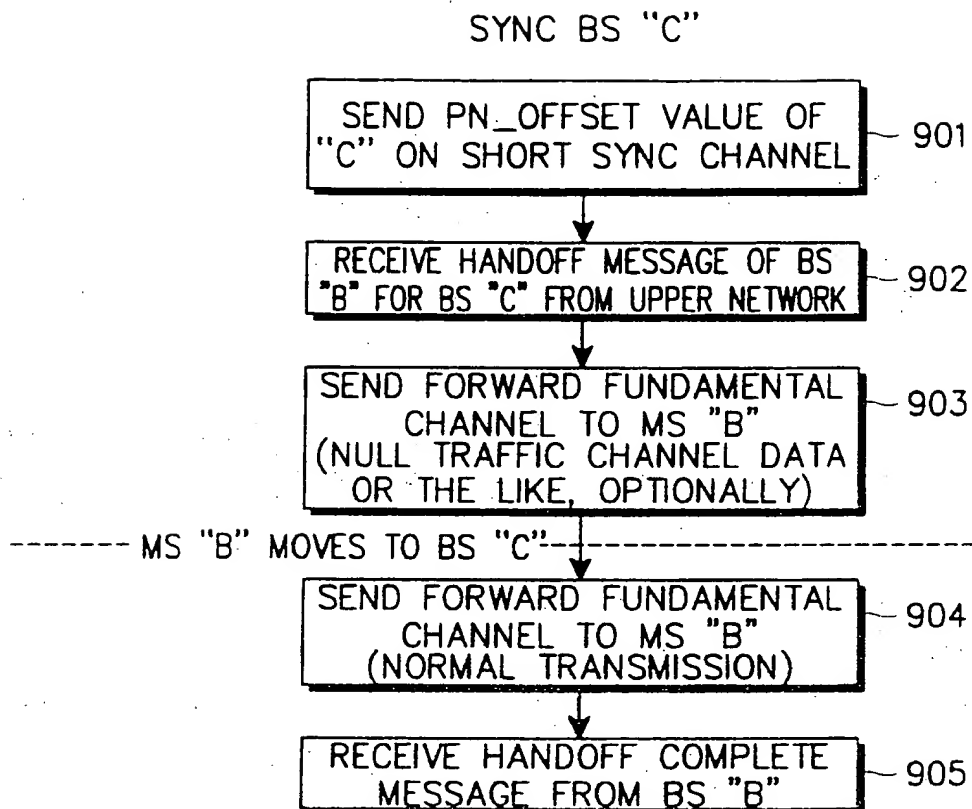 SYNC BS "C"
SEND PN_OFFSET VALUE OF
"C" ON SHORT SYNC CHANNEL
901
RECEIVE HANDOFF MESSAGE OF BS
"B" FOR BS "C" FROM UPPER NETWORK
902
SEND FORWARD FUNDAMENTAL
CHANNEL TO MS "B"
(NULL TRAFFIC CHANNEL DATA
OR THE LIKE, OPTIONALLY)
903
MS "B" MOVES TO BS "C"
SEND FORWARD FUNDAMENTAL
CHANNEL TO MS "B"
(NORMAL TRANSMISSION)
904
RECEIVE HANDOFF COMPLETE
MESSAGE FROM BS "B"
905